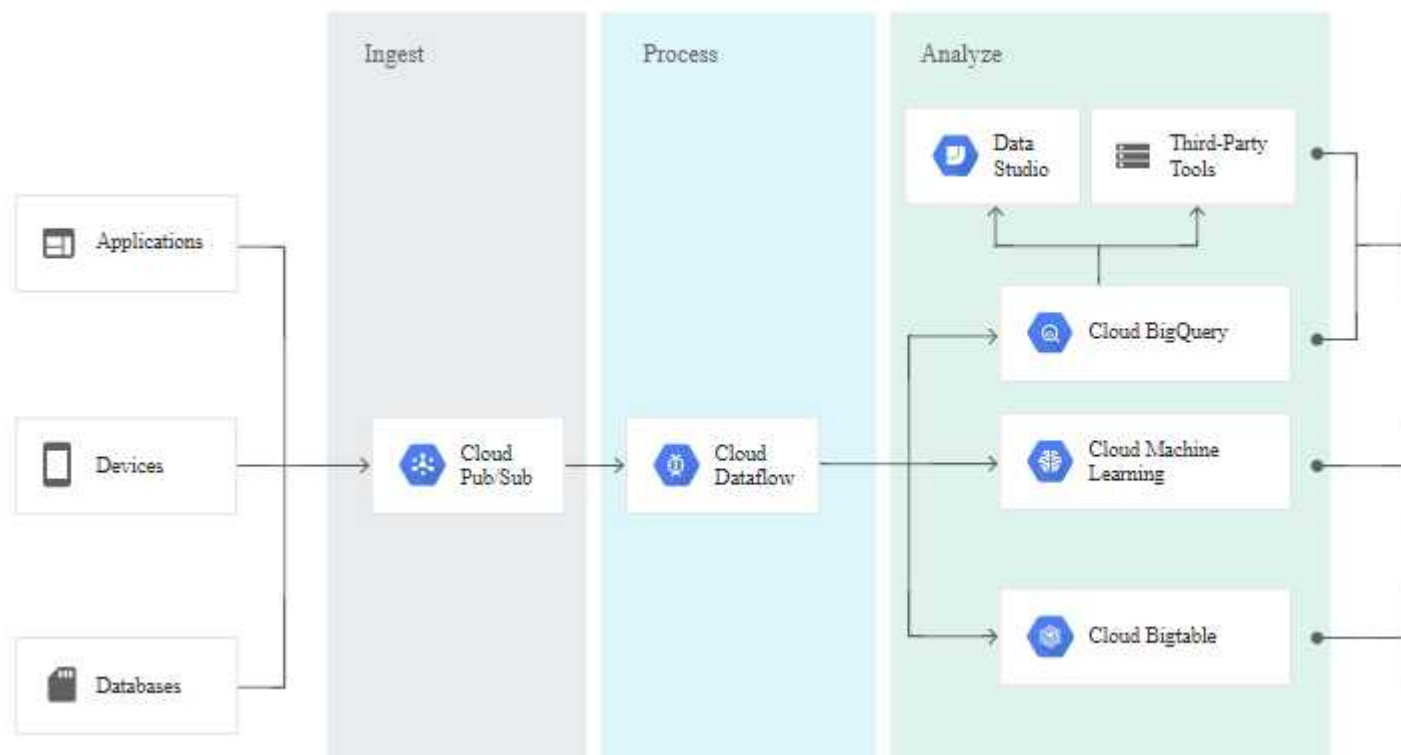 Ingest
Process
Analyze
Data
Studio
Third-Party
Tools
Applications
Cloud BigQuery
Devices
Cloud
Pub/Sub
Cloud
Dataflow
Cloud Machine
Learning
Cloud Bigtable
Databases